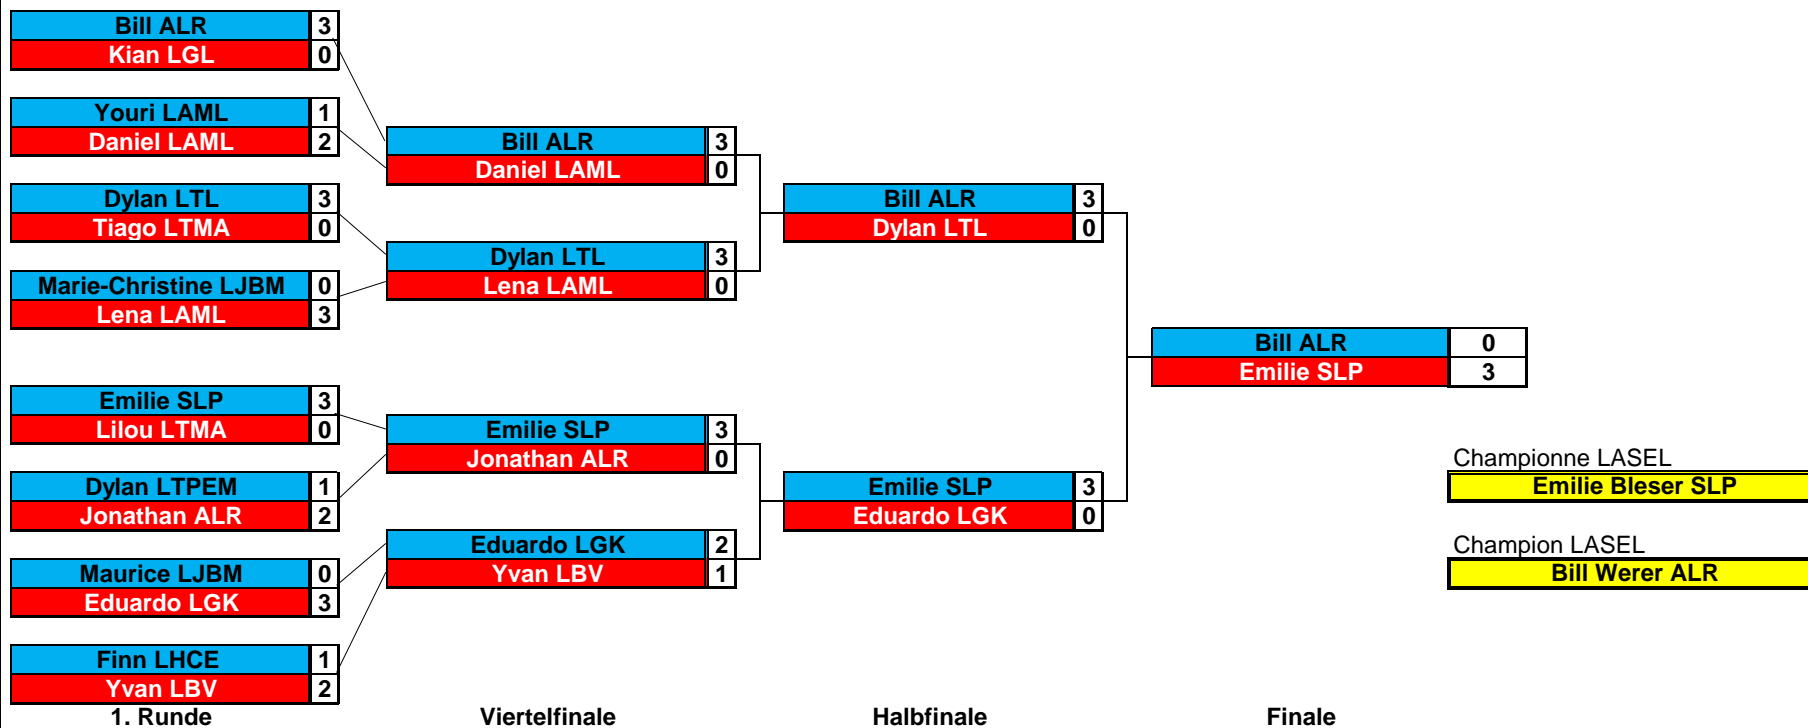 Bill ALR 3
Kian LGL 0
Youri LAML 1
Daniel LAML 2
Dylan LTL 3
Tiago LTMA 0
Marie-Christine LJBM 0
Lena LAML 3
Emilie SLP 3
Lilou LTMA 0
Dylan LTPEM 1
Jonathan ALR 2
Maurice LJBM 0
Eduardo LGK 3
Finn LHCE 1
Yvan LBV 2
1. Runde
Bill ALR 3
Daniel LAML 0
Dylan LTL 3
Lena LAML 0
Emilie SLP 3
Jonathan ALR 0
Eduardo LGK 2
Yvan LBV 1
Viertelfinale
Bill ALR 3
Dylan LTL 0
Emilie SLP 3
Eduardo LGK 0
Halbfinale
Bill ALR 0
Emilie SLP 3
Finale
Championne LASEL
Emilie Bleser SLP
Champion LASEL
Bill Werer ALR